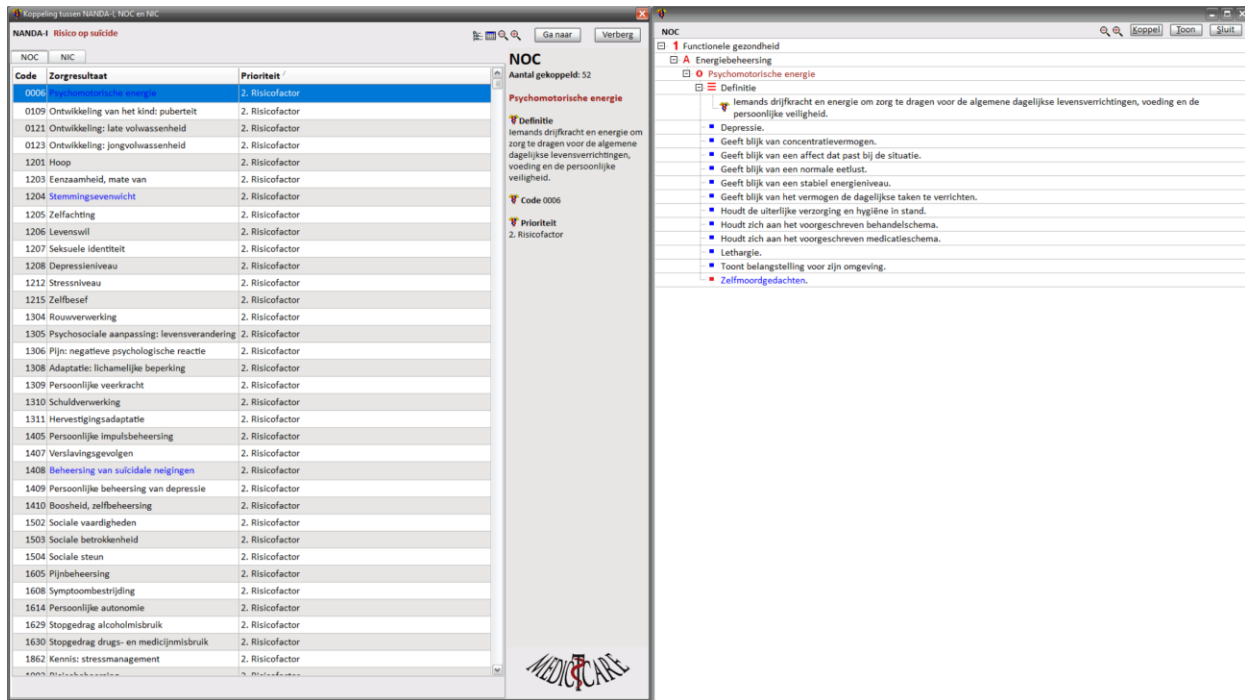 Koppeling tussen NANDA-I, NOC en NIC
NANDA-I Risico op suïcide
Ga naar Verberg
NOC NIC
Code Zorgresultaat Prioriteit
0006 Psychomotorische energie 2. Risicofactor
0109 Ontwikkeling van het kind: puberteit 2. Risicofactor
0121 Ontwikkeling: late volwassenheid 2. Risicofactor
0123 Ontwikkeling: jongvolwassenheid 2. Risicofactor
1201 Hoop 2. Risicofactor
1203 Eenzaamheid, mate van 2. Risicofactor
1204 Stemmingsevenwicht 2. Risicofactor
1205 Zelfachting 2. Risicofactor
1206 Levenswil 2. Risicofactor
1207 Seksuele identiteit 2. Risicofactor
1208 Depressieniveau 2. Risicofactor
1212 Stressniveau 2. Risicofactor
1215 Zelfbesef 2. Risicofactor
1304 Rouwverwerking 2. Risicofactor
1305 Psychosociale aanpassing: levensverandering 2. Risicofactor
1306 Pijn: negatieve psychologische reactie 2. Risicofactor
1308 Adaptatie: lichamelijke beperking 2. Risicofactor
1309 Persoonlijke veerkracht 2. Risicofactor
1310 Schuldverwerking 2. Risicofactor
1311 Hervestigingsadaptatie 2. Risicofactor
1405 Persoonlijke impulsbeheersing 2. Risicofactor
1407 Verslavingsgevolgen 2. Risicofactor
1408 Beheersing van suïcidale neigingen 2. Risicofactor
1409 Persoonlijke beheersing van depressie 2. Risicofactor
1410 Boosheid, zelfbeheersing 2. Risicofactor
1502 Sociale vaardigheden 2. Risicofactor
1503 Sociale betrokkenheid 2. Risicofactor
1504 Sociale steun 2. Risicofactor
1605 Pijnbeheersing 2. Risicofactor
1608 Symptoombestrijding 2. Risicofactor
1614 Persoonlijke autonomie 2. Risicofactor
1629 Stopgedrag alcoholmisbruik 2. Risicofactor
1630 Stopgedrag drugs- en medicijnmisbruik 2. Risicofactor
1862 Kennis: stressmanagement 2. Risicofactor
NOC
Aantal gekoppeld: 52
Psychomotorische energie
Definitie
Iemands drijfkracht en energie om
zorg te dragen voor de algemene
dagelijkse levensverrichtingen,
voeding en de persoonlijke
veiligheid.
Code 0006
Prioriteit
2. Risicofactor
MEDICTCARE
NOC
Koppel Toon Sluit
1 Functionele gezondheid
A Energiebeheersing
O Psychomotorische energie
Definitie
Iemands drijfkracht en energie om zorg te dragen voor de algemene dagelijkse levensverrichtingen, voeding en de
persoonlijke veiligheid.
Depressie.
Geeft blijk van concentratievermogen.
Geeft blijk van een affect dat past bij de situatie.
Geeft blijk van een normale eetlust.
Geeft blijk van een stabiel energieniveau.
Geeft blijk van het vermogen de dagelijkse taken te verrichten.
Houdt de uiterlijke verzorging en hygiëne in stand.
Houdt zich aan het voorgeschreven behandelschema.
Houdt zich aan het voorgeschreven medicatieschema.
Lethargie.
Toont belangstelling voor zijn omgeving.
Zelfmoordgedachten.